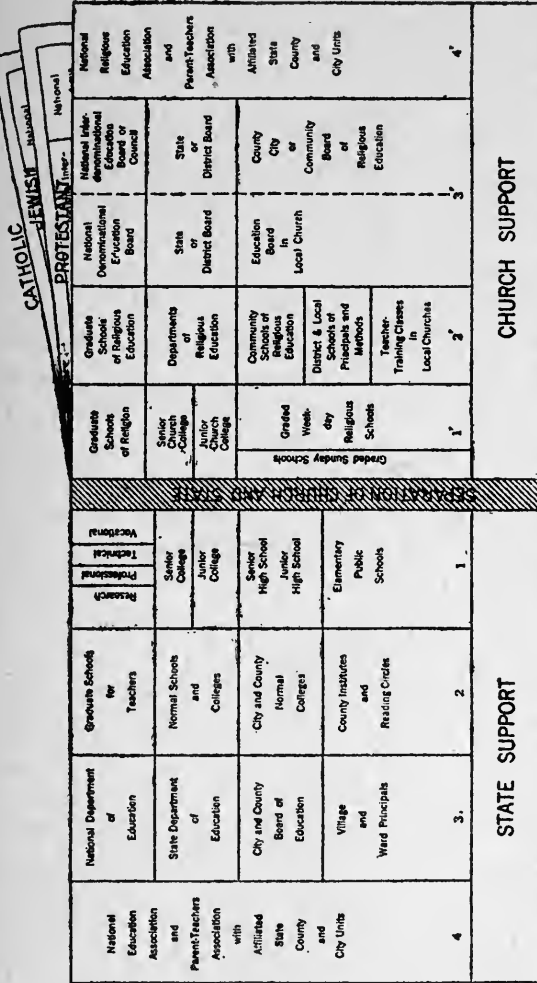 CATHOLIC
JEWISH
National
PROTESTANT
National
Inter-
National
Education
Association
and
Parent-Teachers
Association
with
Affiliated
State
County
and
City Units
4
National Department
of
Education
State Department
of
Education
City and County
Board of
Education
Village
and
Ward Principals
3.
Graduate Schools
for
Teachers
Normal Schools
and
Colleges
City and County
Normal
Colleges
County Institutes
and
Reading Circles
2
Research
Professional
Technical
Vocational
Senior
College
Junior
College
Senior
High School
Junior
High School
Elementary
Public
Schools
1
SEPARATION OF CHURCH AND STATE
Graduate
Schools
of Religion
Senior
Church
College
Junior
Church
College
Graded Sunday Schools
Graded
Week-
day
Religious
Schools
1'
Graduate
Schools
of Religious
Education
Departments
of
Religious
Education
Community
Schools of
Religious
Education
District & Local
Schools of
Principals and
Methods
Teacher-
Training Classes
in
Local Churches
2'
National
Denominational
Education
Board
State
or
District Board
Education
Board
in
Local Church
National Inter-
denominational
Education
Board or
Council
State
or
District Board
County
City
or
Community
Board
of
Religious
Education
3'
National
Religious
Education
Association
and
Parent-Teachers
Association
with
Affiliated
State
County
and
City Units
4'
STATE SUPPORT
CHURCH SUPPORT